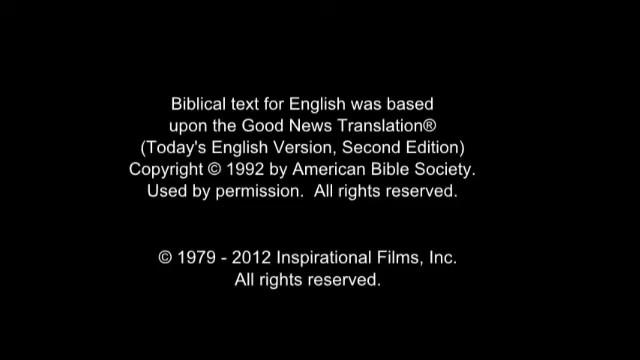 Biblical text for English was based
upon the Good News Translation®
(Today's English Version, Second Edition)
Copyright © 1992 by American Bible Society.
Used by permission.  All rights reserved.
© 1979 - 2012 Inspirational Films, Inc.
All rights reserved.